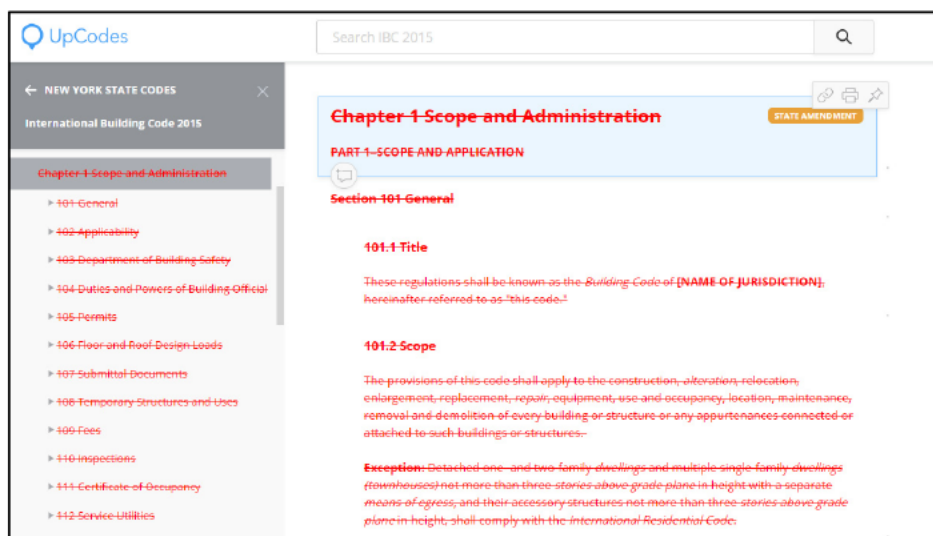 UpCodes
Search IBC 2015
← NEW YORK STATE CODES
International Building Code 2015
Chapter 1 Scope and Administration
101 General
102 Applicability
103 Department of Building Safety
104 Duties and Powers of Building Official
105 Permits
106 Floor and Roof Design Loads
107 Submittal Documents
108 Temporary Structures and Uses
109 Fees
110 Inspections
111 Certificate of Occupancy
112 Service Utilities
Chapter 1 Scope and Administration
STATE AMENDMENT
PART 1–SCOPE AND APPLICATION
Section 101 General
101.1 Title
These regulations shall be known as the Building Code of [NAME OF JURISDICTION],
hereinafter referred to as "this code."
101.2 Scope
The provisions of this code shall apply to the construction, alteration, relocation,
enlargement, replacement, repair, equipment, use and occupancy, location, maintenance,
removal and demolition of every building or structure or any appurtenances connected or
attached to such buildings or structures.
Exception: Detached one- and two-family dwellings and multiple single-family dwellings
(townhouses) not more than three stories above grade plane in height with a separate
means of egress, and their accessory structures not more than three stories above grade
plane in height, shall comply with the International Residential Code.